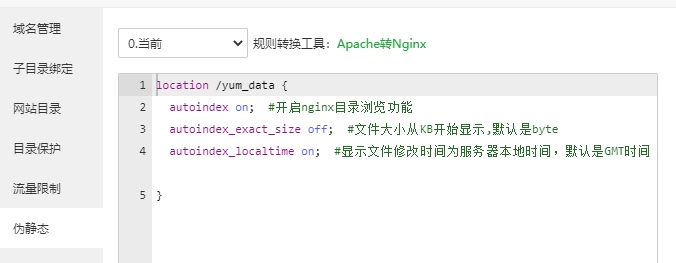 域名管理
子目录绑定
网站目录
目录保护
流量限制
伪静态
0.当前
规则转换工具：Apache转Nginx
1 location /yum_data {
2   autoindex on;  #开启nginx目录浏览功能
3   autoindex_exact_size off;  #文件大小从KB开始显示,默认是byte
4   autoindex_localtime on;  #显示文件修改时间为服务器本地时间，默认是GMT时间
5 }